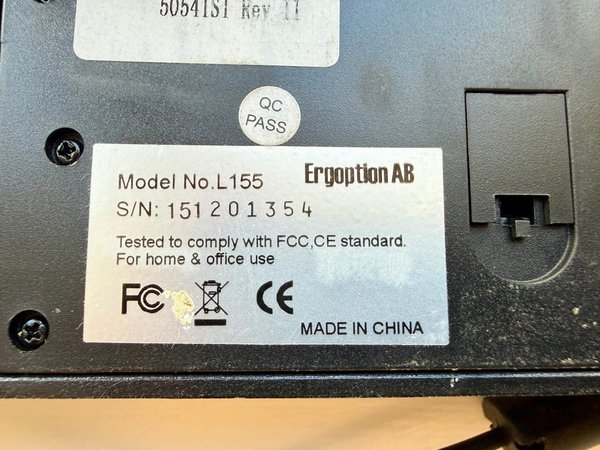 50541S1 Rev 11
QC
PASS
Model No.L155 Ergoption AB
S/N: 151201354
Tested to comply with FCC,CE standard.
For home & office use
FC CE
MADE IN CHINA